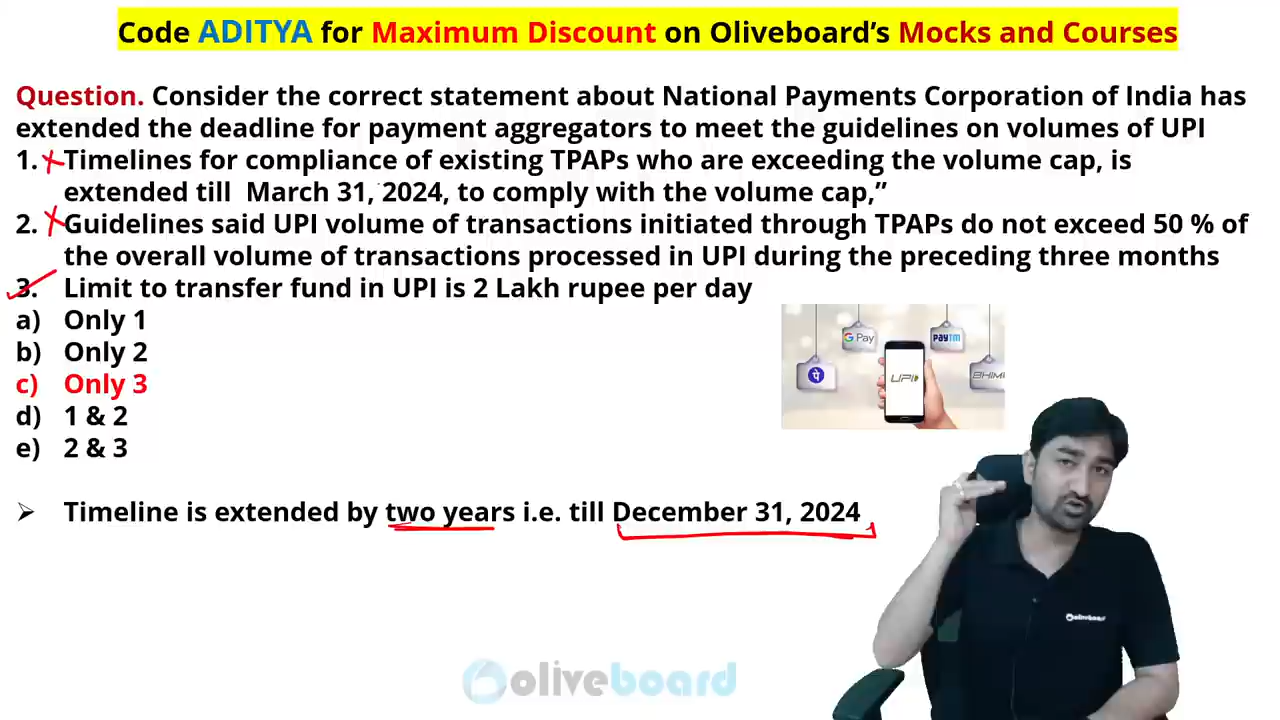 Code ADITYA for Maximum Discount on Oliveboard's Mocks and Courses
Question. Consider the correct statement about National Payments Corporation of India has
extended the deadline for payment aggregators to meet the guidelines on volumes of UPI
1. Timelines for compliance of existing TPAPs who are exceeding the volume cap, is
extended till March 31, 2024, to comply with the volume cap,”
2. Guidelines said UPI volume of transactions initiated through TPAPs do not exceed 50 % of
the overall volume of transactions processed in UPI during the preceding three months
3. Limit to transfer fund in UPI is 2 Lakh rupee per day
a) Only 1
b) Only 2
c) Only 3
d) 1 & 2
e) 2 & 3
G Pay
Paytm
UPI
BHIM
➢ Timeline is extended by two years i.e. till December 31, 2024
oliveboard
oliveboard